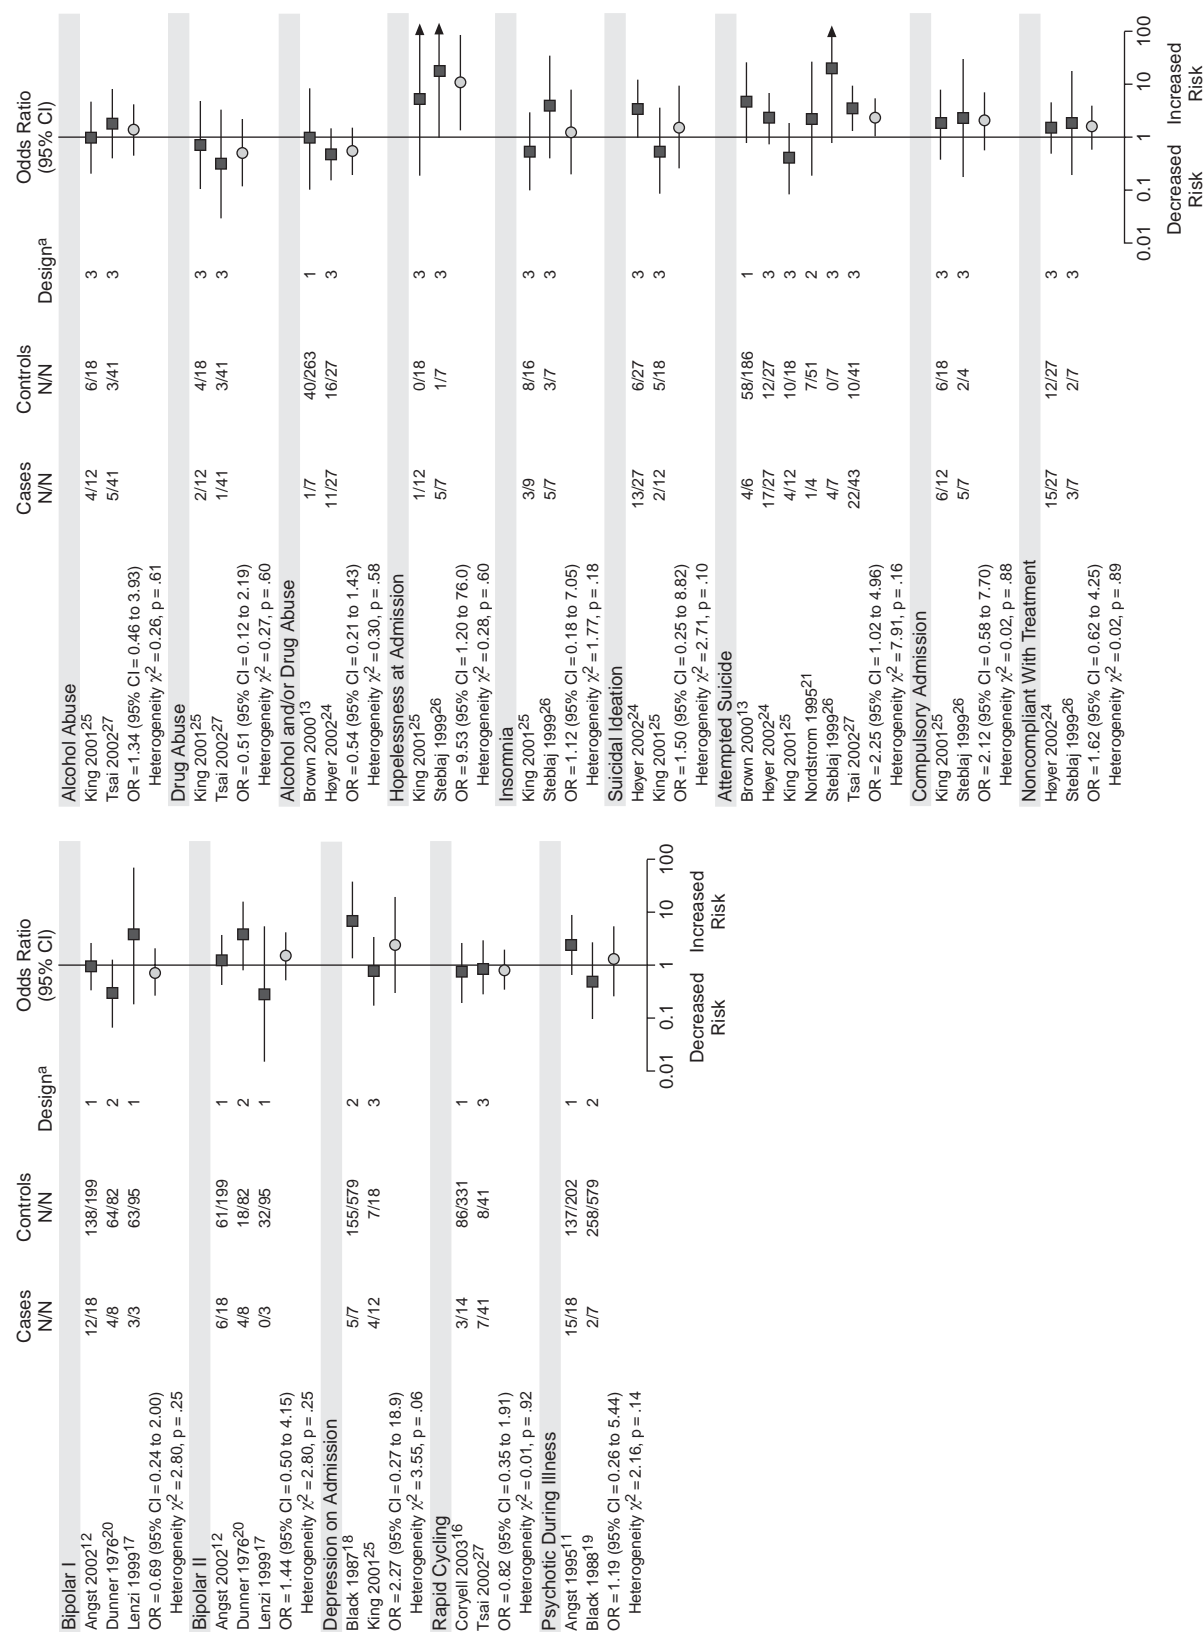 Cases Controls Odds Ratio
N/N N/N Designᵃ (95% CI)
Bipolar I
Angst 2002¹² 12/18 138/199 1
Dunner 1976²⁰ 4/8 64/82 2
Lenzi 1999¹⁷ 3/3 63/95 1
OR = 0.69 (95% CI = 0.24 to 2.00)
Heterogeneity χ² = 2.80, p = .25
Bipolar II
Angst 2002¹² 6/18 61/199 1
Dunner 1976²⁰ 4/8 18/82 2
Lenzi 1999¹⁷ 0/3 32/95 1
OR = 1.44 (95% CI = 0.50 to 4.15)
Heterogeneity χ² = 2.80, p = .25
Depression on Admission
Black 1987¹⁸ 5/7 155/579 2
King 2001²⁵ 4/12 7/18 3
OR = 2.27 (95% CI = 0.27 to 18.9)
Heterogeneity χ² = 3.55, p = .06
Rapid Cycling
Coryell 2003¹⁶ 3/14 86/331 1
Tsai 2002²⁷ 7/41 8/41 3
OR = 0.82 (95% CI = 0.35 to 1.91)
Heterogeneity χ² = 0.01, p = .92
Psychotic During Illness
Angst 1995¹¹ 15/18 137/202 1
Black 1988¹⁹ 2/7 258/579 2
OR = 1.19 (95% CI = 0.26 to 5.44)
Heterogeneity χ² = 2.16, p = .14
0.01 0.1 1 10 100
Decreased Increased
Risk Risk
Cases Controls Odds Ratio
N/N N/N Designᵃ (95% CI)
Alcohol Abuse
King 2001²⁵ 4/12 6/18 3
Tsai 2002²⁷ 5/41 3/41 3
OR = 1.34 (95% CI = 0.46 to 3.93)
Heterogeneity χ² = 0.26, p = .61
Drug Abuse
King 2001²⁵ 2/12 4/18 3
Tsai 2002²⁷ 1/41 3/41 3
OR = 0.51 (95% CI = 0.12 to 2.19)
Heterogeneity χ² = 0.27, p = .60
Alcohol and/or Drug Abuse
Brown 2000¹³ 1/7 40/263 1
Høyer 2002²⁴ 11/27 16/27 3
OR = 0.54 (95% CI = 0.21 to 1.43)
Heterogeneity χ² = 0.30, p = .58
Hopelessness at Admission
King 2001²⁵ 1/12 0/18 3
Steblaj 1999²⁶ 5/7 1/7 3
OR = 9.53 (95% CI = 1.20 to 76.0)
Heterogeneity χ² = 0.28, p = .60
Insomnia
King 2001²⁵ 3/9 8/16 3
Steblaj 1999²⁶ 5/7 3/7 3
OR = 1.12 (95% CI = 0.18 to 7.05)
Heterogeneity χ² = 1.77, p = .18
Suicidal Ideation
Høyer 2002²⁴ 13/27 6/27 3
King 2001²⁵ 2/12 5/18 3
OR = 1.50 (95% CI = 0.25 to 8.82)
Heterogeneity χ² = 2.71, p = .10
Attempted Suicide
Brown 2000¹³ 4/6 58/186 1
Høyer 2002²⁴ 17/27 12/27 3
King 2001²⁵ 4/12 10/18 3
Nordstrom 1995²¹ 1/4 7/51 2
Steblaj 1999²⁶ 4/7 0/7 3
Tsai 2002²⁷ 22/43 10/41 3
OR = 2.25 (95% CI = 1.02 to 4.96)
Heterogeneity χ² = 7.91, p = .16
Compulsory Admission
King 2001²⁵ 6/12 6/18 3
Steblaj 1999²⁶ 5/7 2/4 3
OR = 2.12 (95% CI = 0.58 to 7.70)
Heterogeneity χ² = 0.02, p = .88
Noncompliant With Treatment
Høyer 2002²⁴ 15/27 12/27 3
Steblaj 1999²⁶ 3/7 2/7 3
OR = 1.62 (95% CI = 0.62 to 4.25)
Heterogeneity χ² = 0.02, p = .89
0.01 0.1 1 10 100
Decreased Increased
Risk Risk